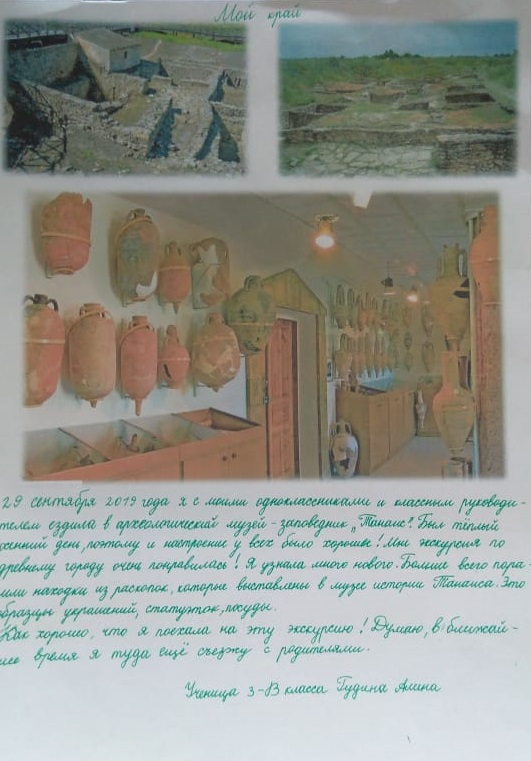 Мой край
29 сентября 2019 года я с моими одноклассниками и классным руководи-
телем ездила в археологический музей-заповедник "Танаис". Был тёплый
осенний день, поэтому и настроение у всех было хорошее! Мне экскурсия по
древнему городу очень понравилась! Я узнала много нового. Больше всего пора-
зили находки из раскопок, которые выставлены в музее истории Танаиса. Это
образцы украшений, статуэток, посуды.
Как хорошо, что я поехала на эту экскурсию! Думаю, в ближай-
шее время я туда ещё съезжу с родителями.
Ученица 3-В класса Гудина Алина